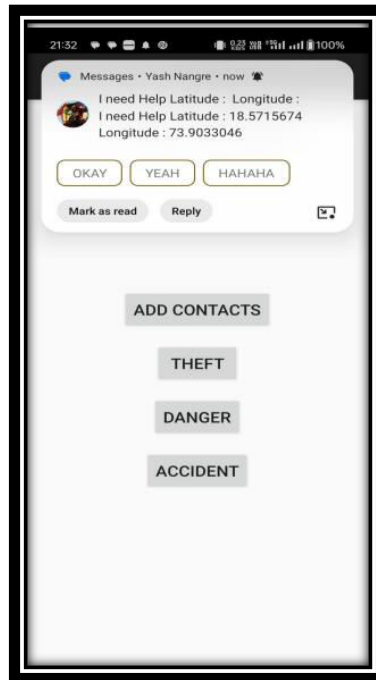 21:32 100%
Messages • Yash Nangre • now
I need Help Latitude : Longitude :
I need Help Latitude : 18.5715674
Longitude : 73.9033046
OKAY YEAH HAHAHA
Mark as read Reply
ADD CONTACTS
THEFT
DANGER
ACCIDENT